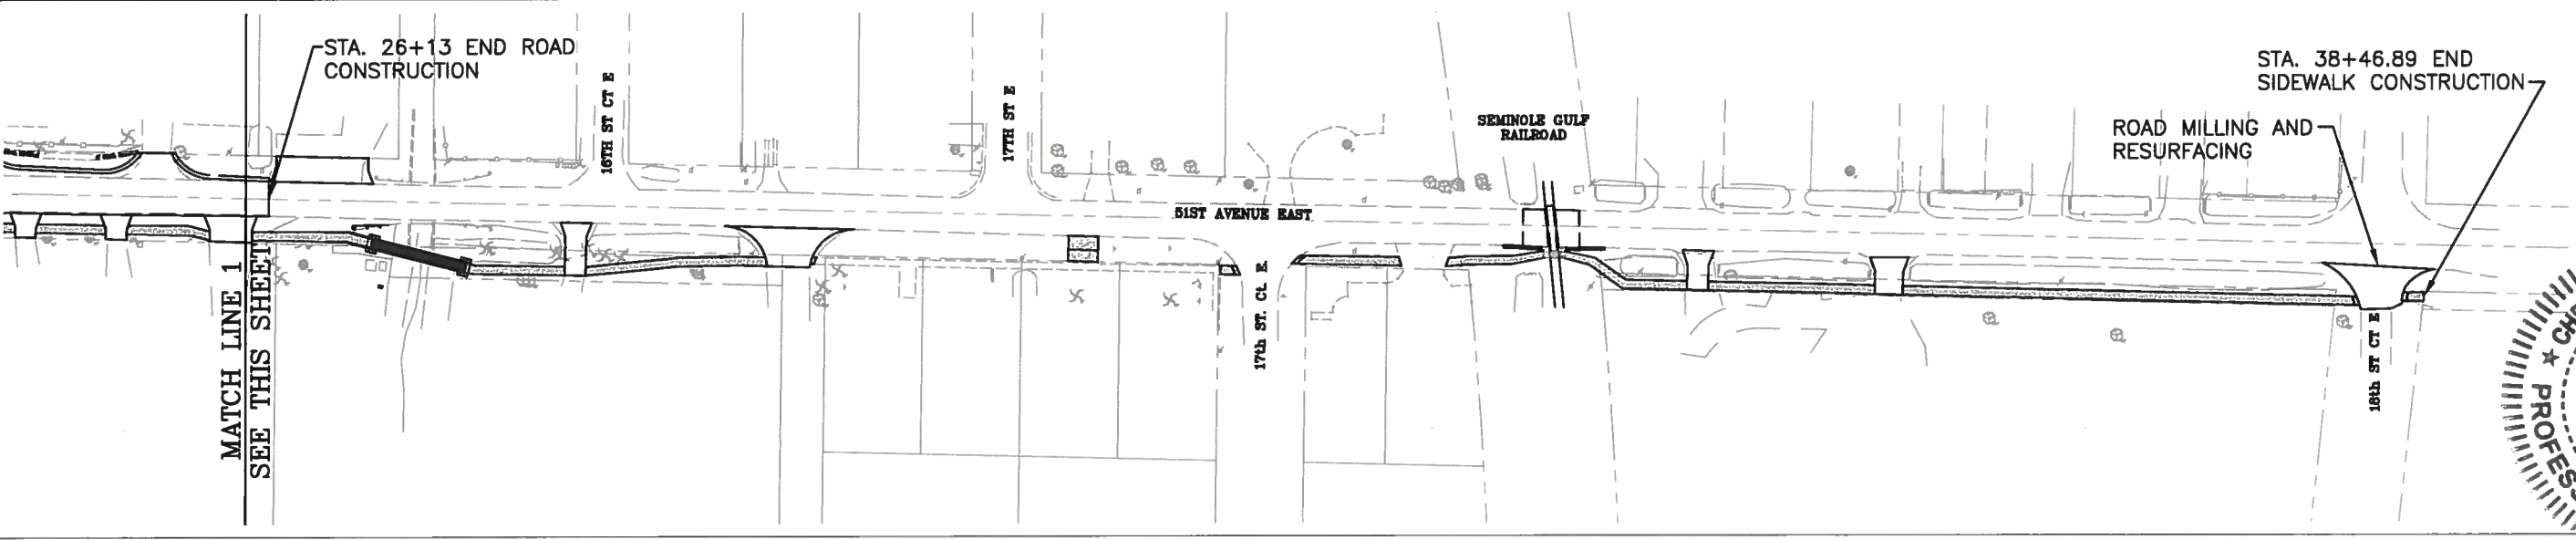 STA. 26+13 END ROAD
CONSTRUCTION
16TH ST CT E
17TH ST E
SEMINOLE GULF
RAILROAD
STA. 38+46.89 END
SIDEWALK CONSTRUCTION
ROAD MILLING AND
RESURFACING
51ST AVENUE EAST
MATCH LINE 1
SEE THIS SHEET
17th ST. Ct. E.
18th ST CT E